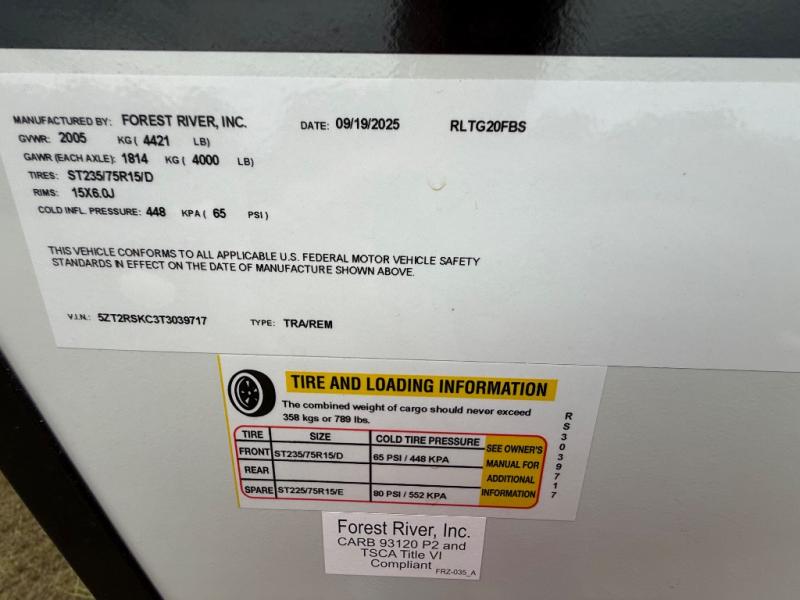 MANUFACTURED BY: FOREST RIVER, INC. DATE: 09/19/2025 RLTG20FBS
GVWR: 2005 KG ( 4421 LB)
GAWR (EACH AXLE): 1814 KG ( 4000 LB)
TIRES: ST235/75R15/D
RIMS: 15X6.0J
COLD INFL. PRESSURE: 448 KPA ( 65 PSI)
THIS VEHICLE CONFORMS TO ALL APPLICABLE U.S. FEDERAL MOTOR VEHICLE SAFETY
STANDARDS IN EFFECT ON THE DATE OF MANUFACTURE SHOWN ABOVE.
V.I.N.: 5ZT2RSKC3T3039717 TYPE: TRA/REM
TIRE AND LOADING INFORMATION
The combined weight of cargo should never exceed
358 kgs or 789 lbs.
TIRE SIZE COLD TIRE PRESSURE
FRONT ST235/75R15/D 65 PSI / 448 KPA
REAR
SPARE ST225/75R15/E 80 PSI / 552 KPA
SEE OWNER'S
MANUAL FOR
ADDITIONAL
INFORMATION
RS3039717
Forest River, Inc.
CARB 93120 P2 and
TSCA Title VI
Compliant
FRZ-035_A